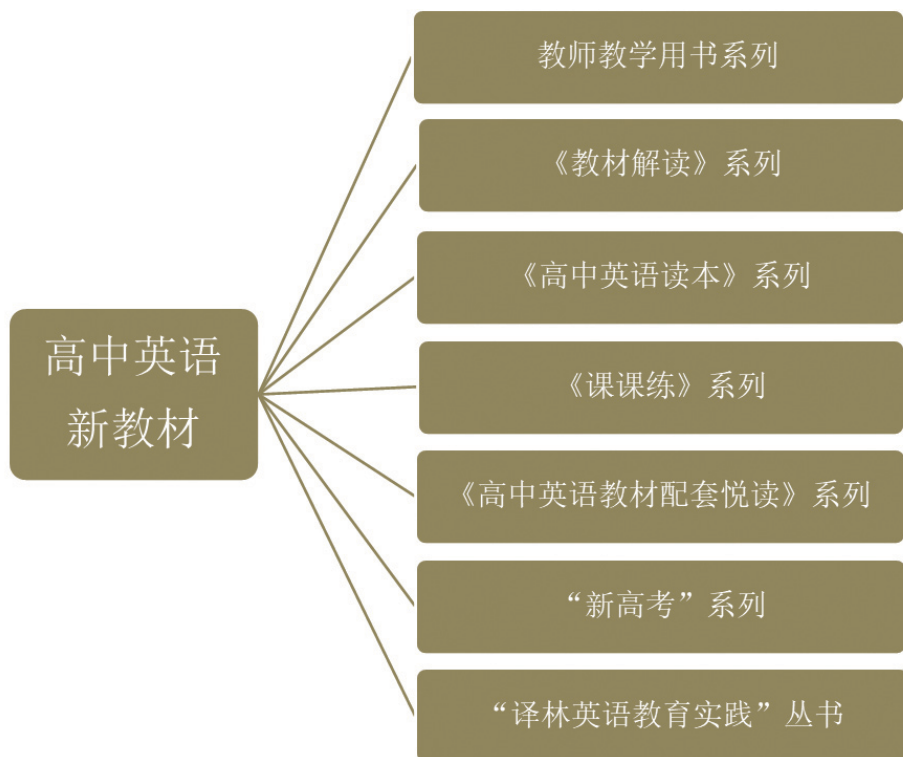 教师教学用书系列
《教材解读》系列
《高中英语读本》系列
高中英语
新教材
《课课练》系列
《高中英语教材配套悦读》系列
“新高考”系列
“译林英语教育实践”丛书